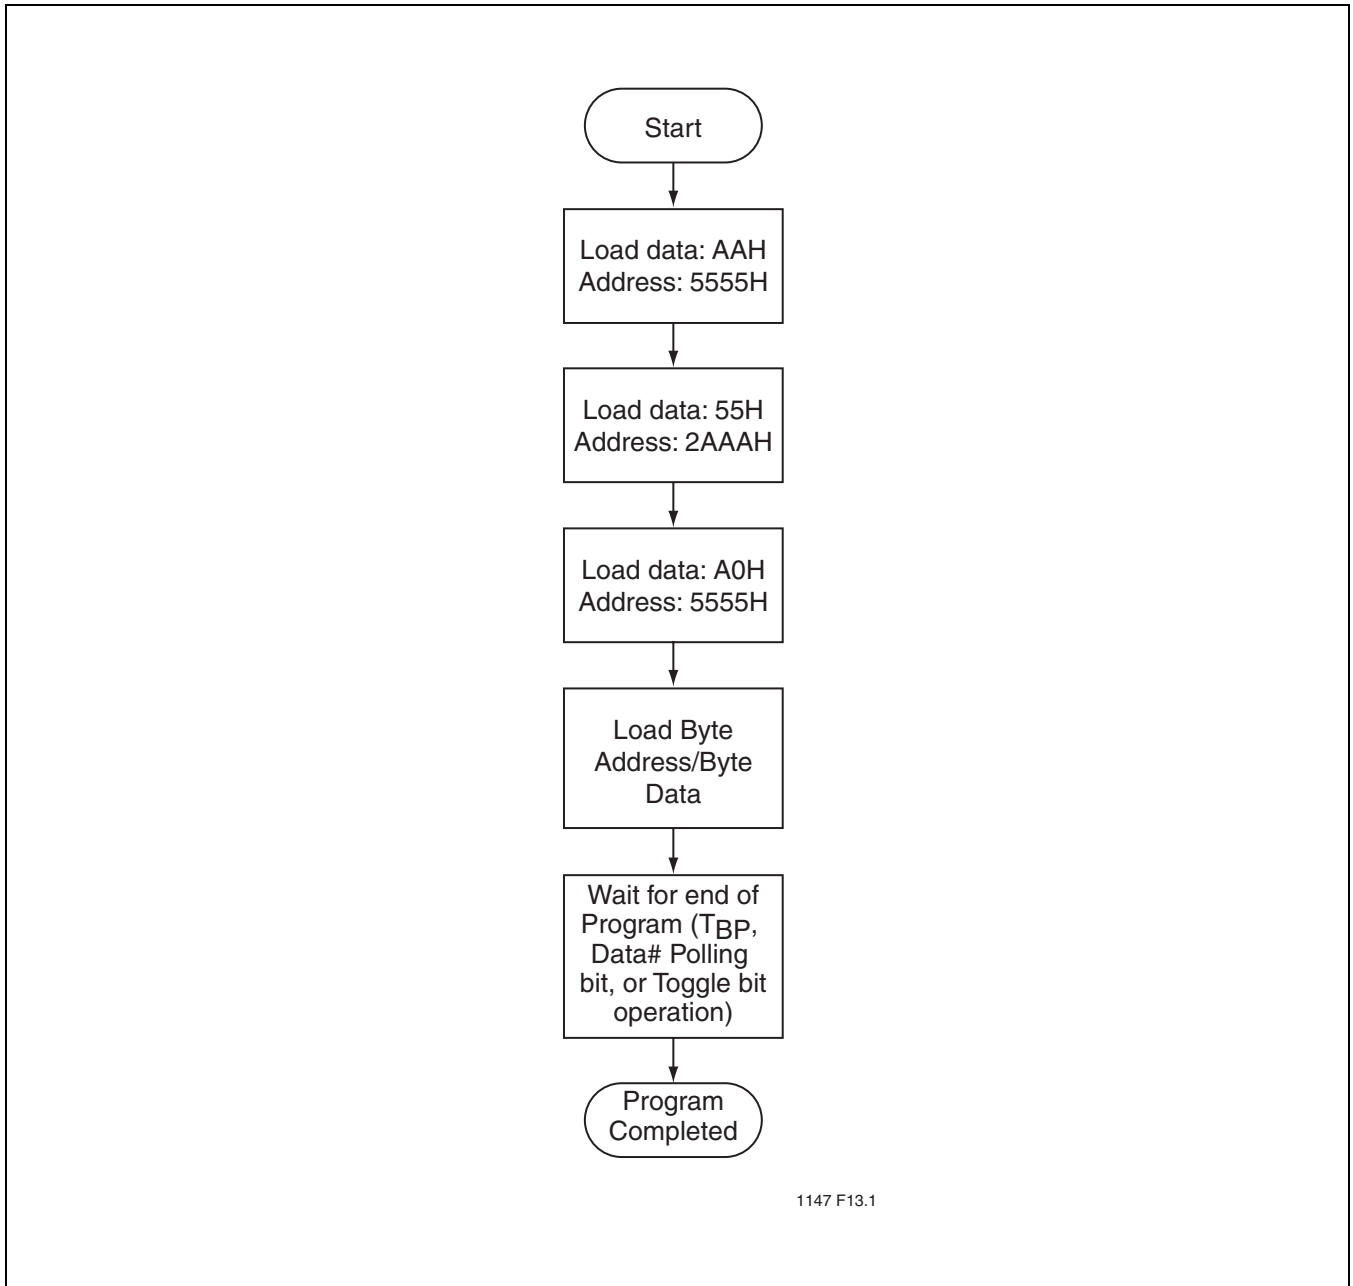 Start
Load data: AAH
Address: 5555H
Load data: 55H
Address: 2AAAH
Load data: A0H
Address: 5555H
Load Byte
Address/Byte
Data
Wait for end of
Program (TBP,
Data# Polling
bit, or Toggle bit
operation)
Program
Completed
1147 F13.1